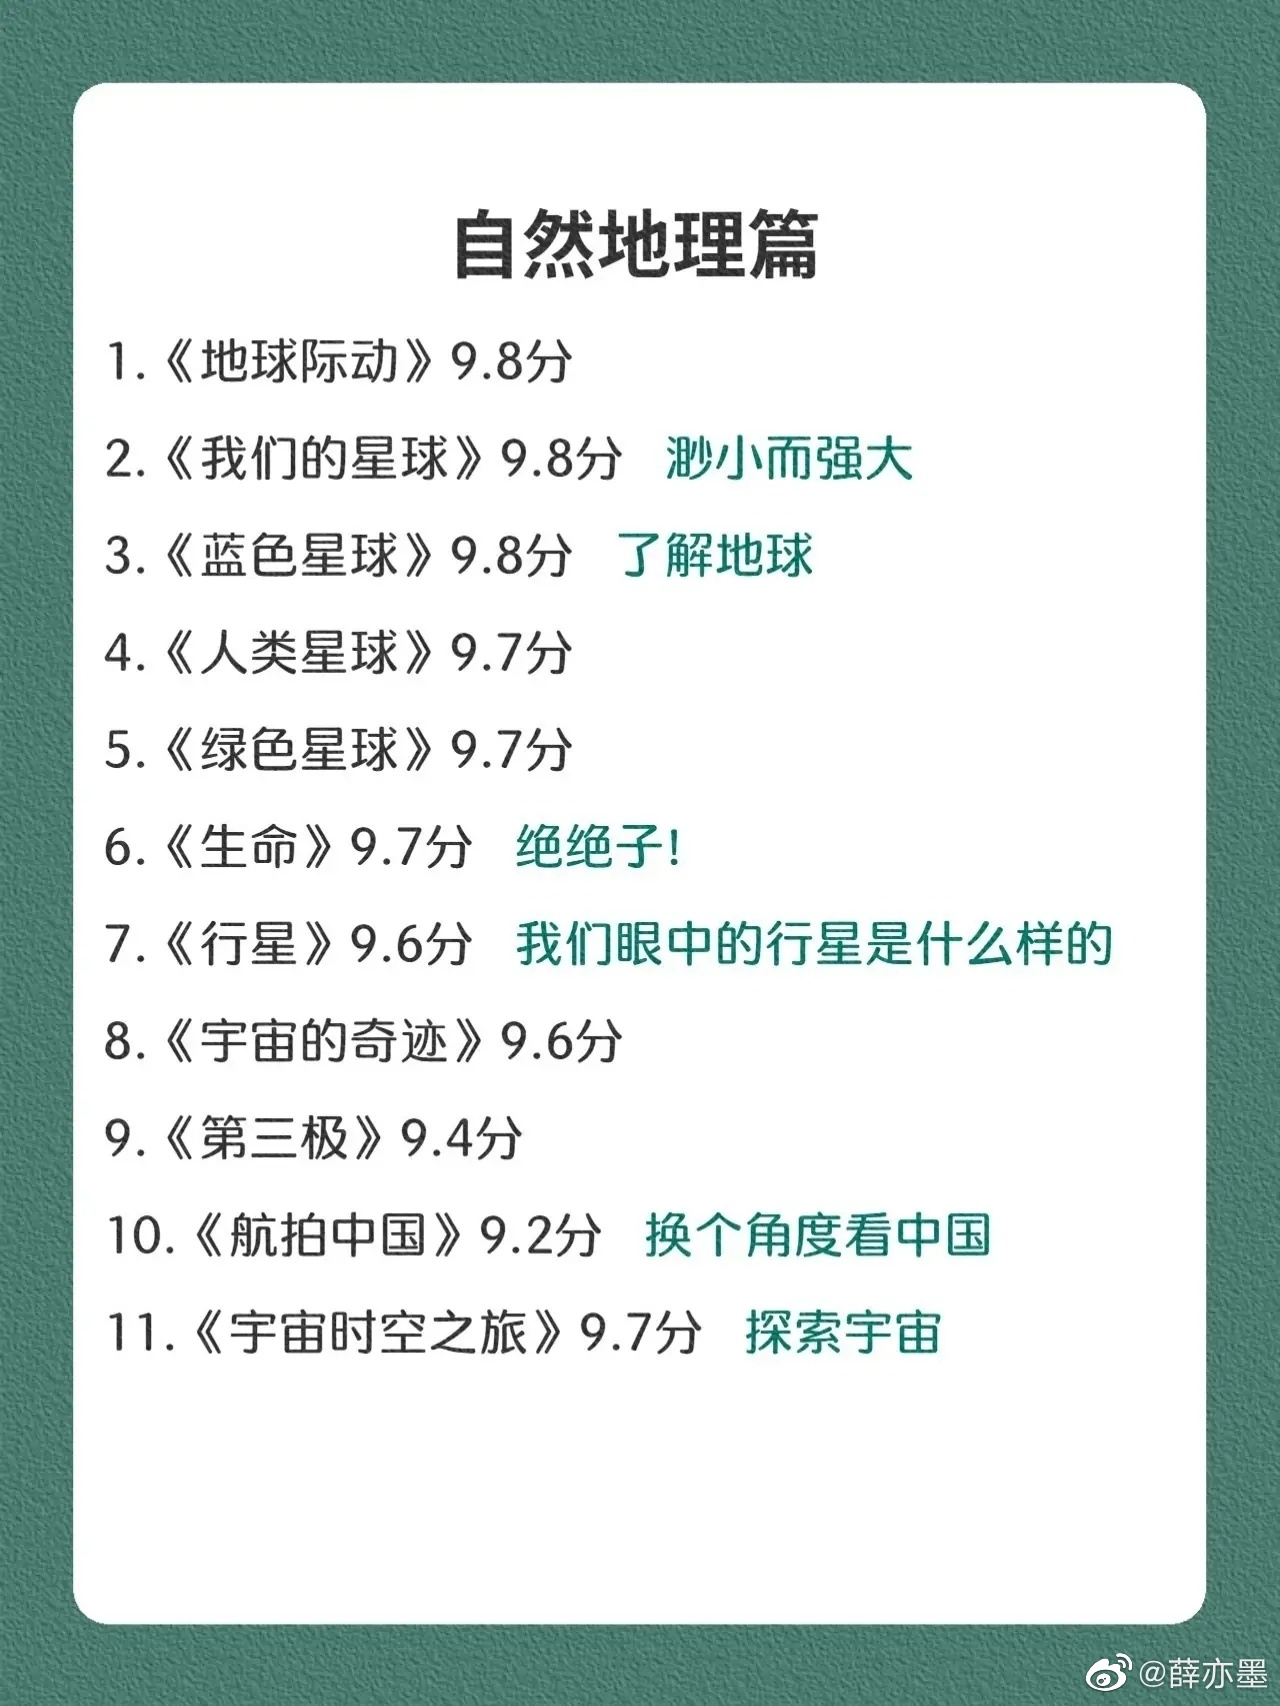 自然地理篇
1.《地球际动》9.8分
2.《我们的星球》9.8分 渺小而强大
3.《蓝色星球》9.8分 了解地球
4.《人类星球》9.7分
5.《绿色星球》9.7分
6.《生命》9.7分 绝绝子!
7.《行星》9.6分 我们眼中的行星是什么样的
8.《宇宙的奇迹》9.6分
9.《第三极》9.4分
10.《航拍中国》9.2分 换个角度看中国
11.《宇宙时空之旅》9.7分 探索宇宙
@薛亦墨